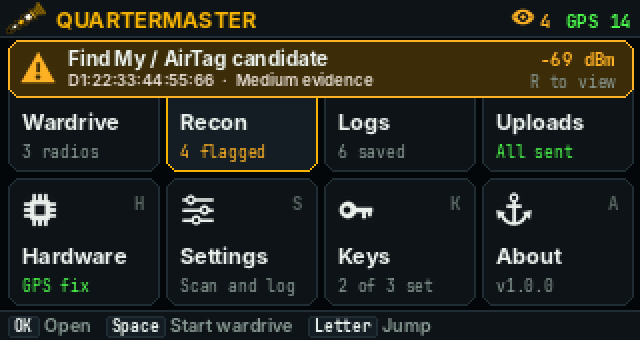 QUARTERMASTER 4 GPS 14
Find My / AirTag candidate -69 dBm
D1:22:33:44:55:66 · Medium evidence R to view
Wardrive Recon Logs Uploads
3 radios 4 flagged 6 saved All sent
H S K A
Hardware Settings Keys About
GPS fix Scan and log 2 of 3 set v1.0.0
OK Open Space Start wardrive Letter Jump